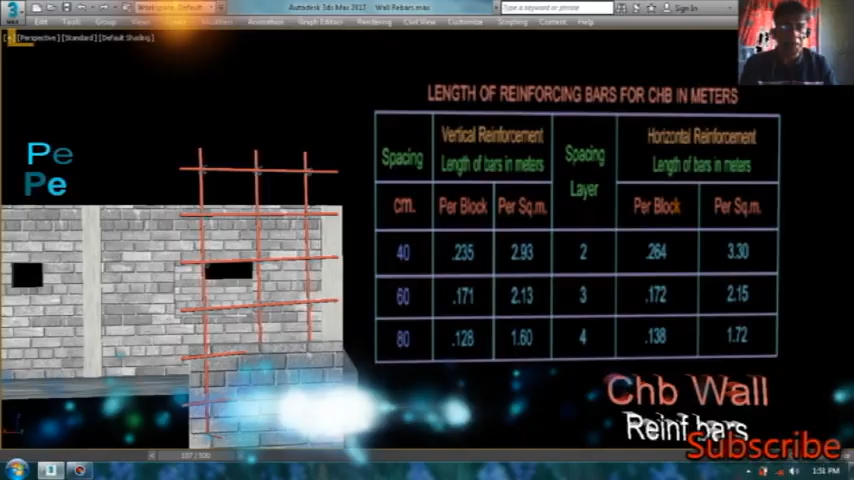 Workspace: Default
Autodesk 3ds Max 2017
Wall Rebars.max
Type a keyword or phrase
Sign In
Edit Tools Group Views Create Modifiers Animation Graph Editors Rendering Civil View Customize Scripting Content Help
[+] [Perspective] [Standard] [Default Shading]
LENGTH OF REINFORCING BARS FOR CHB IN METERS
Spacing Vertical Reinforcement Length of bars in meters Spacing Layer Horizontal Reinforcement Length of bars in meters
cm. Per Block Per Sq.m. Per Block Per Sq.m.
40 .235 2.93 2 .264 3.30
60 .171 2.13 3 .172 2.15
80 .128 1.60 4 .138 1.72
Pe
Pe
Chb Wall
Reinf bars
Subscribe
107 / 500
1:51 PM